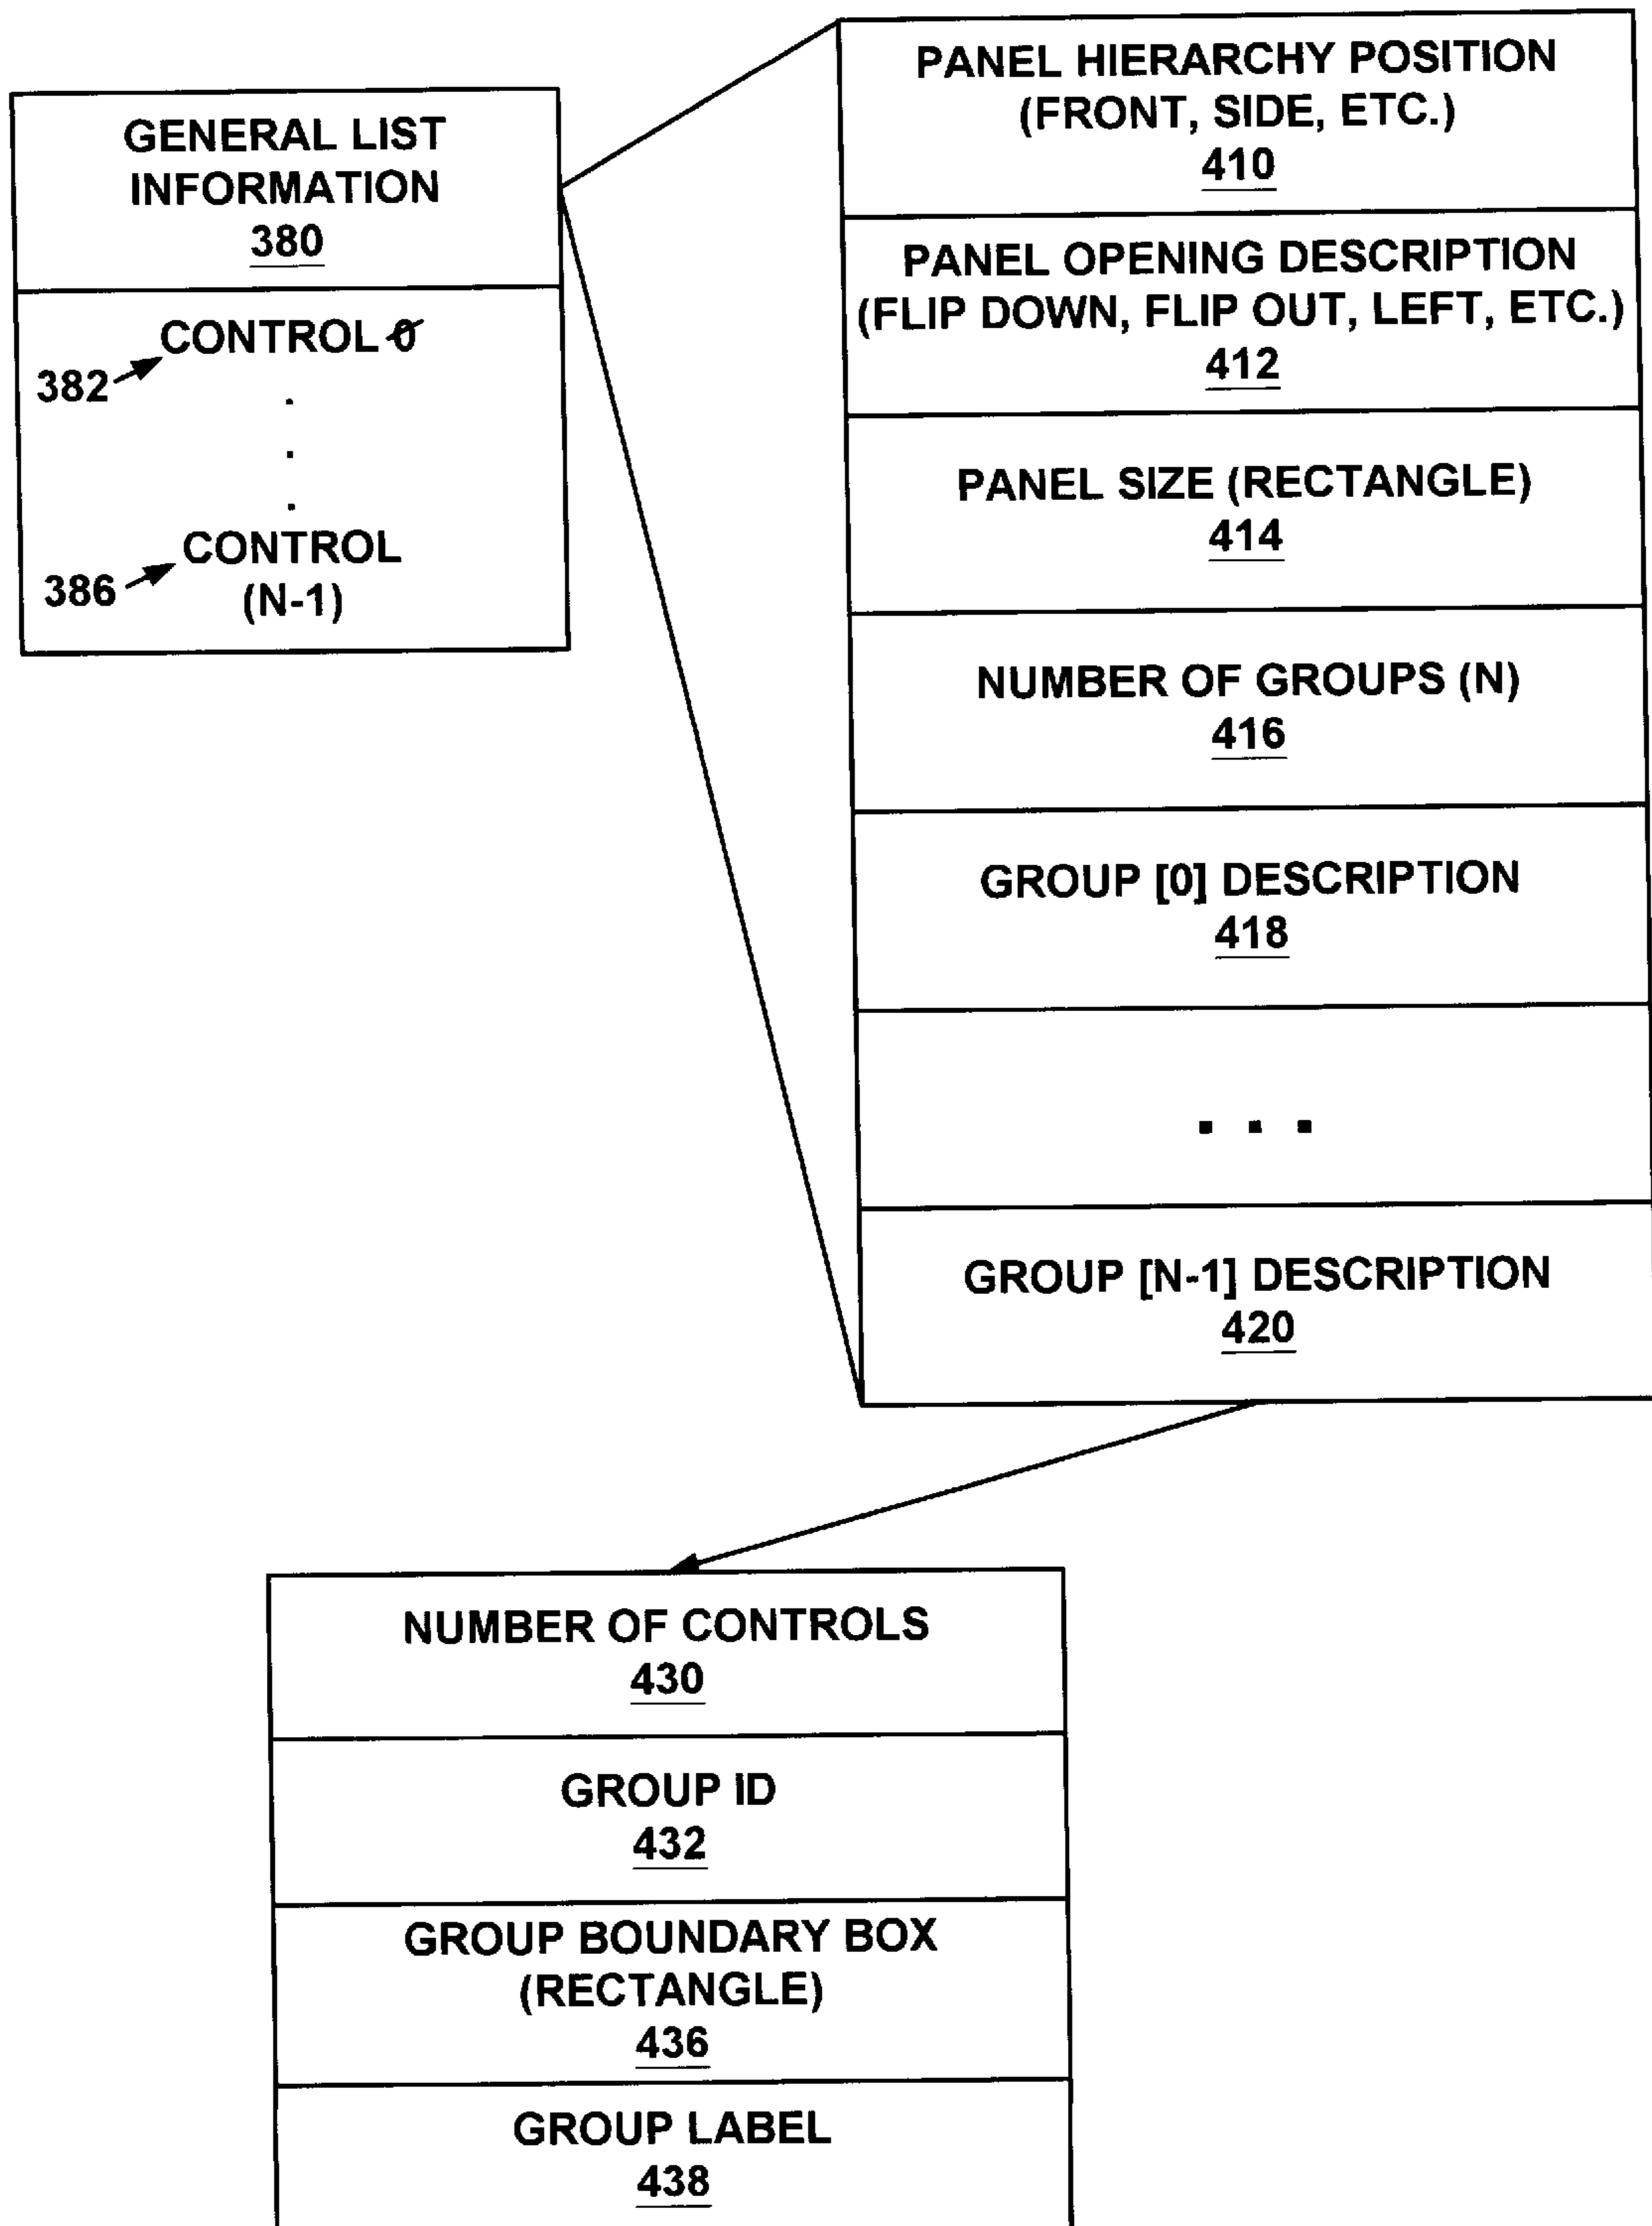 GENERAL LIST
INFORMATION
380
CONTROL 0
382
.
.
.
CONTROL
386
(N-1)
PANEL HIERARCHY POSITION
(FRONT, SIDE, ETC.)
410
PANEL OPENING DESCRIPTION
(FLIP DOWN, FLIP OUT, LEFT, ETC.)
412
PANEL SIZE (RECTANGLE)
414
NUMBER OF GROUPS (N)
416
GROUP [0] DESCRIPTION
418
. . .
GROUP [N-1] DESCRIPTION
420
NUMBER OF CONTROLS
430
GROUP ID
432
GROUP BOUNDARY BOX
(RECTANGLE)
436
GROUP LABEL
438